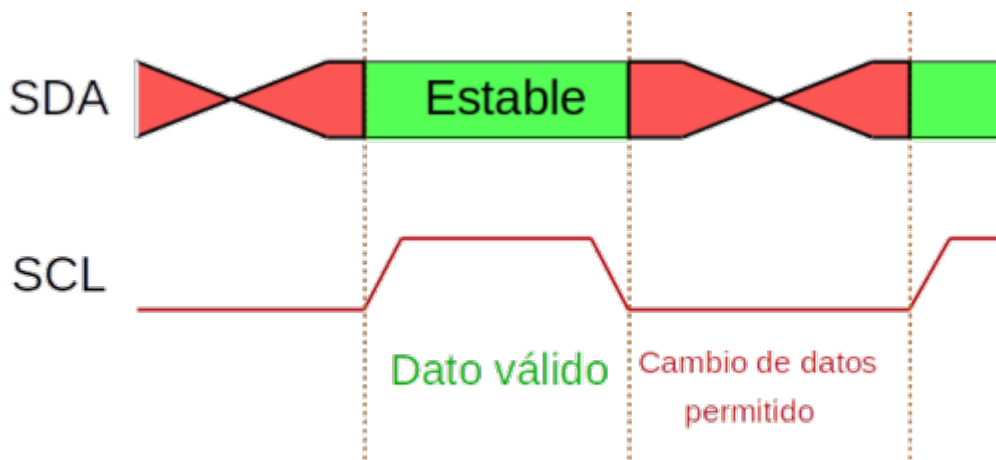 SDA
Estable
SCL
Dato válido
Cambio de datos
permitido